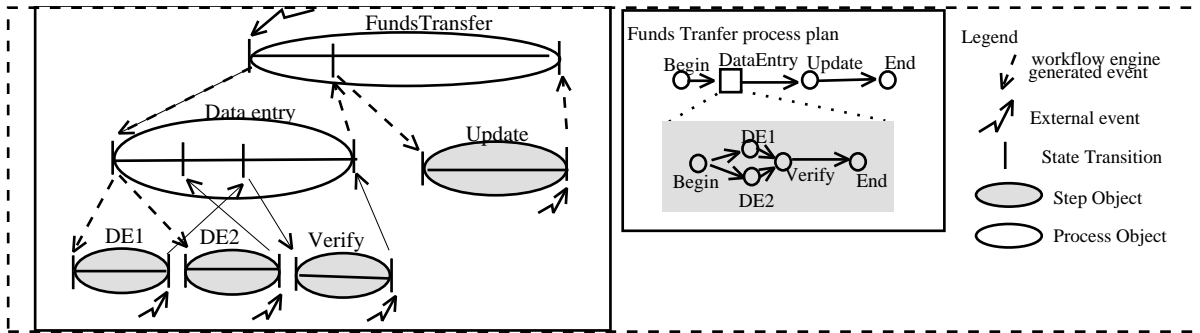 FundsTransfer
Data entry
Update
DE1
DE2
Verify
Funds Tranfer process plan
Begin
DataEntry
Update
End
DE1
Begin
Verify
End
DE2
Legend
workflow engine
generated event
External event
State Transition
Step Object
Process Object